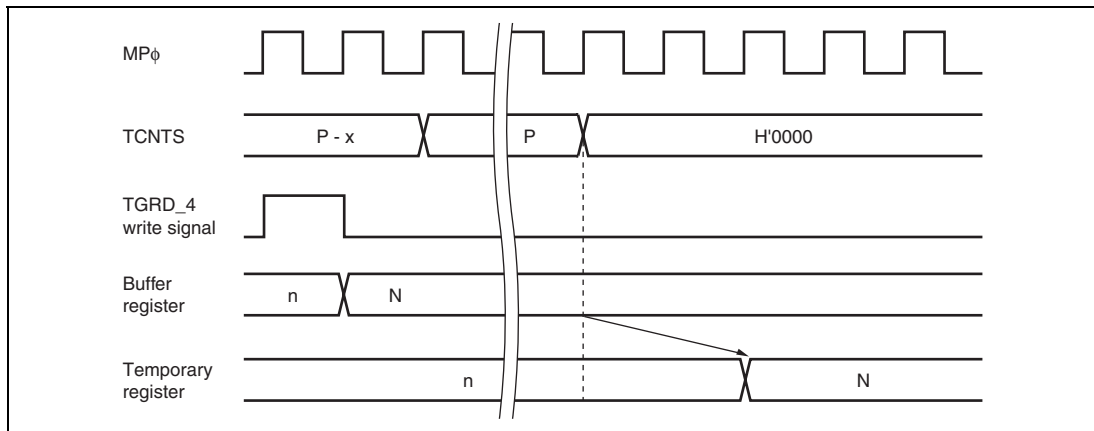 MPφ
TCNTS
P - x
P
H'0000
TGRD_4
write signal
Buffer
register
n
N
Temporary
register
n
N